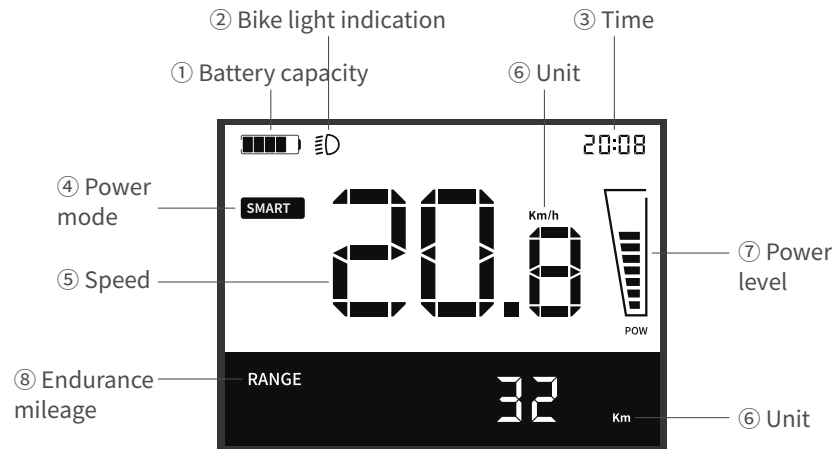 ② Bike light indication
③ Time
① Battery capacity
⑥ Unit
20:08
④ Power
mode
SMART
Km/h
20.8
⑤ Speed
⑦ Power
level
POW
⑧ Endurance
mileage
RANGE
32
Km
⑥ Unit